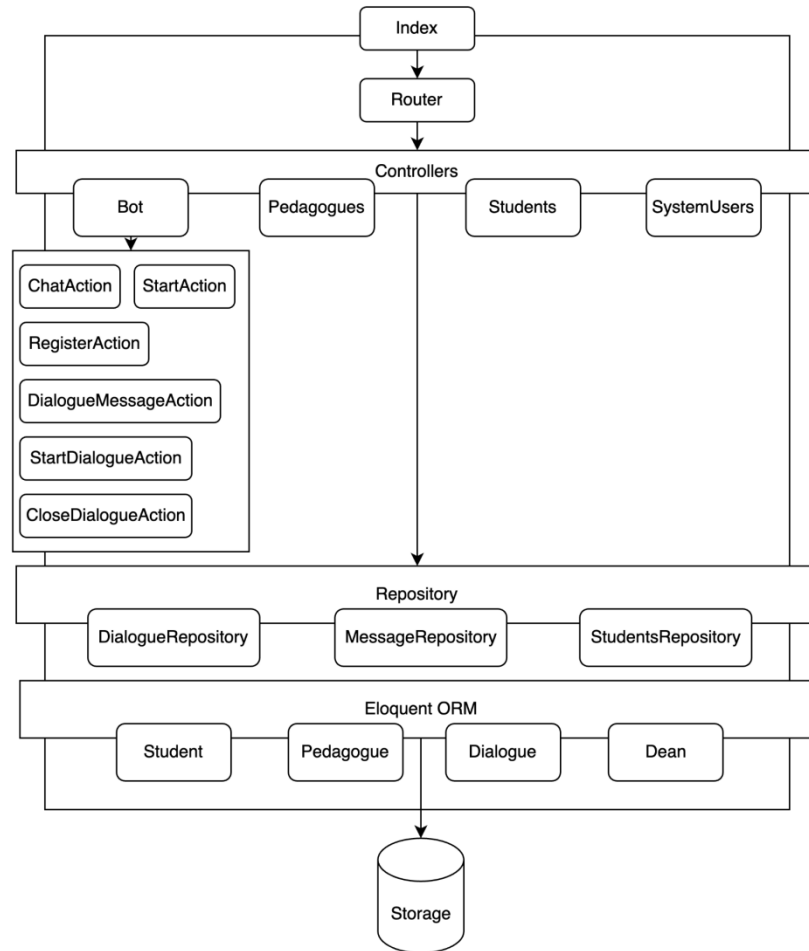 Index
Router
Controllers
Bot
Pedagogues
Students
SystemUsers
ChatAction
StartAction
RegisterAction
DialogueMessageAction
StartDialogueAction
CloseDialogueAction
Repository
DialogueRepository
MessageRepository
StudentsRepository
Eloquent ORM
Student
Pedagogue
Dialogue
Dean
Storage